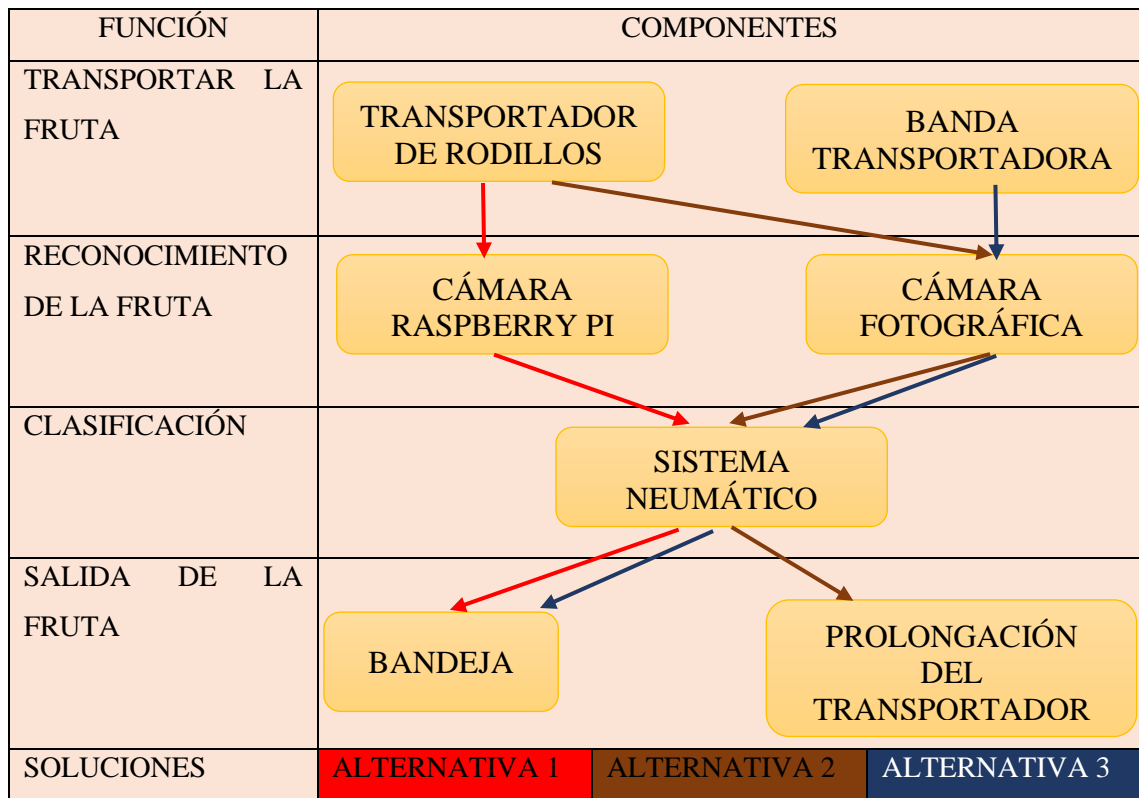 FUNCIÓN
COMPONENTES
TRANSPORTAR LA
FRUTA
TRANSPORTADOR
DE RODILLOS
BANDA
TRANSPORTADORA
RECONOCIMIENTO
DE LA FRUTA
CÁMARA
RASPBERRY PI
CÁMARA
FOTOGRÁFICA
CLASIFICACIÓN
SISTEMA
NEUMÁTICO
SALIDA DE LA
FRUTA
BANDEJA
PROLONGACIÓN
DEL
TRANSPORTADOR
SOLUCIONES
ALTERNATIVA 1
ALTERNATIVA 2
ALTERNATIVA 3